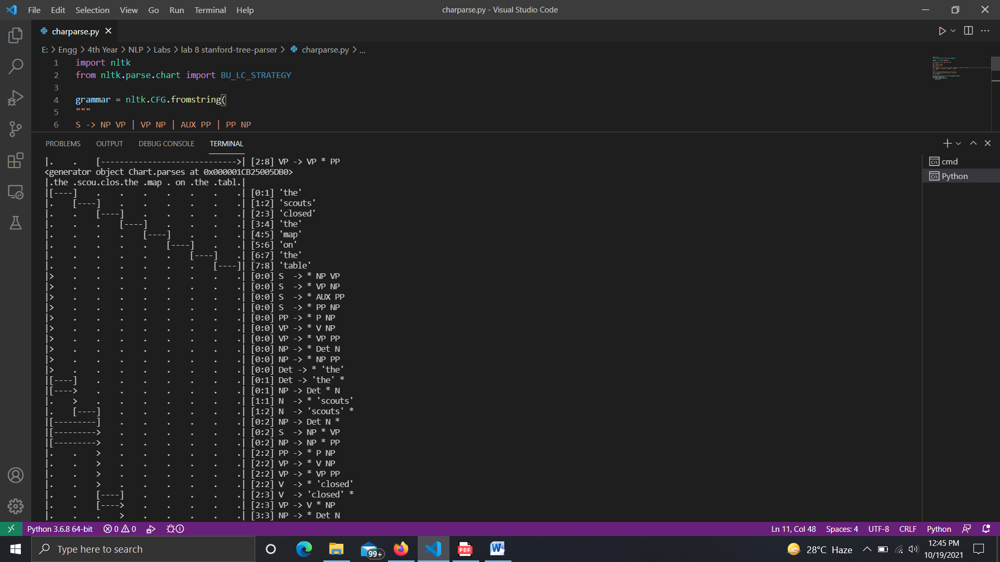 File Edit Selection View Go Run Terminal Help charparse.py - Visual Studio Code
charparse.py
E: > Engg > 4th Year > NLP > Labs > lab 8 stanford-tree-parser > charparse.py > ...
1 import nltk
2 from nltk.parse.chart import BU_LC_STRATEGY
3
4 grammar = nltk.CFG.fromstring(
5 """
6 S -> NP VP | VP NP | AUX PP | PP NP
PROBLEMS OUTPUT DEBUG CONSOLE TERMINAL
|.    .    [----------------------------->| [2:8] VP -> VP * PP
<generator object Chart.parses at 0x000001CB25005DB0>
|.the .scou.clos.the .map . on .the .tabl.|
|[----]    .    .    .    .    .    .    .| [0:1] 'the'
|.    [----]    .    .    .    .    .    .| [1:2] 'scouts'
|.    .    [----]    .    .    .    .    .| [2:3] 'closed'
|.    .    .    [----]    .    .    .    .| [3:4] 'the'
|.    .    .    .    [----]    .    .    .| [4:5] 'map'
|.    .    .    .    .    [----]    .    .| [5:6] 'on'
|.    .    .    .    .    .    [----]    .| [6:7] 'the'
|.    .    .    .    .    .    .    [----]| [7:8] 'table'
|>    .    .    .    .    .    .    .    .| [0:0] S  -> * NP VP
|>    .    .    .    .    .    .    .    .| [0:0] S  -> * VP NP
|>    .    .    .    .    .    .    .    .| [0:0] S  -> * AUX PP
|>    .    .    .    .    .    .    .    .| [0:0] S  -> * PP NP
|>    .    .    .    .    .    .    .    .| [0:0] PP -> * P NP
|>    .    .    .    .    .    .    .    .| [0:0] VP -> * V NP
|>    .    .    .    .    .    .    .    .| [0:0] VP -> * VP PP
|>    .    .    .    .    .    .    .    .| [0:0] NP -> * Det N
|>    .    .    .    .    .    .    .    .| [0:0] NP -> * NP PP
|>    .    .    .    .    .    .    .    .| [0:0] Det -> * 'the'
|[----]    .    .    .    .    .    .    .| [0:1] Det -> 'the' *
|[---->    .    .    .    .    .    .    .| [0:1] NP -> Det * N
|.    >    .    .    .    .    .    .    .| [1:1] N  -> * 'scouts'
|.    [----]    .    .    .    .    .    .| [1:2] N  -> 'scouts' *
|[---------]    .    .    .    .    .    .| [0:2] NP -> Det N *
|[--------->    .    .    .    .    .    .| [0:2] S  -> NP * VP
|[--------->    .    .    .    .    .    .| [0:2] NP -> NP * PP
|.    .    >    .    .    .    .    .    .| [2:2] PP -> * P NP
|.    .    >    .    .    .    .    .    .| [2:2] VP -> * V NP
|.    .    >    .    .    .    .    .    .| [2:2] VP -> * VP PP
|.    .    >    .    .    .    .    .    .| [2:2] V  -> * 'closed'
|.    .    [----]    .    .    .    .    .| [2:3] V  -> 'closed' *
|.    .    [---->    .    .    .    .    .| [2:3] VP -> V * NP
|.    .    .    >    .    .    .    .    .| [3:3] NP -> * Det N
cmd
Python
Python 3.6.8 64-bit 0 0 Ln 11, Col 48 Spaces: 4 UTF-8 CRLF Python
Type here to search 99+ PDF W 28°C Haze 12:45 PM
10/19/2021